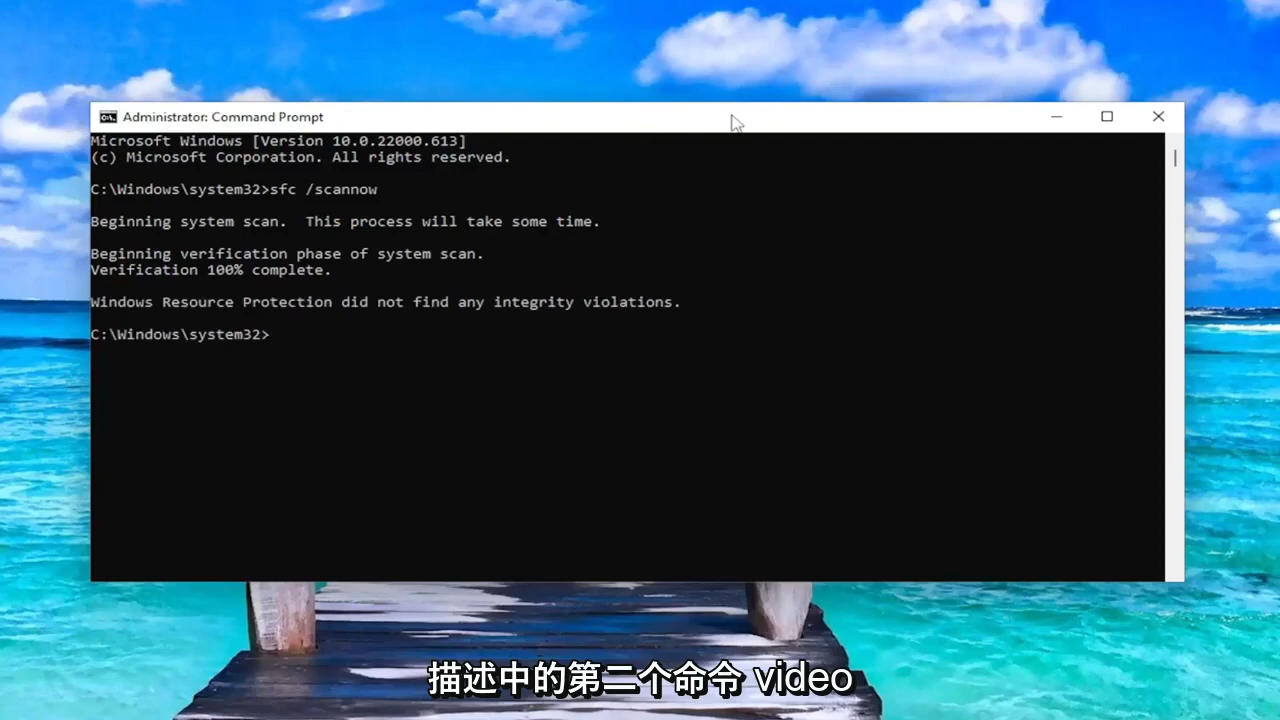 Administrator: Command Prompt
Microsoft Windows [Version 10.0.22000.613]
(c) Microsoft Corporation. All rights reserved.
C:\Windows\system32>sfc /scannow
Beginning system scan.  This process will take some time.
Beginning verification phase of system scan.
Verification 100% complete.
Windows Resource Protection did not find any integrity violations.
C:\Windows\system32>
描述中的第二个命令 video